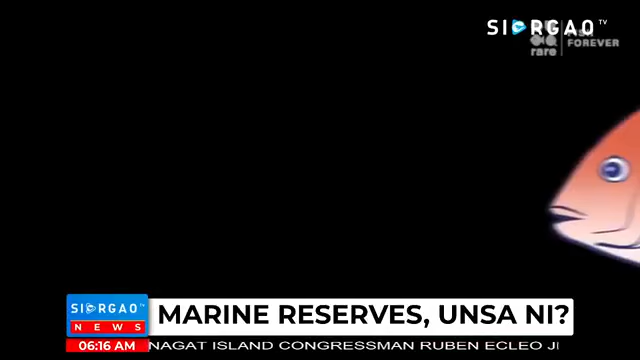 SIARGAO TV
rare
FOREVER
SIARGAO TV
NEWS
MARINE RESERVES, UNSA NI?
06:16 AM
NAGAT ISLAND CONGRESSMAN RUBEN ECLEO JI